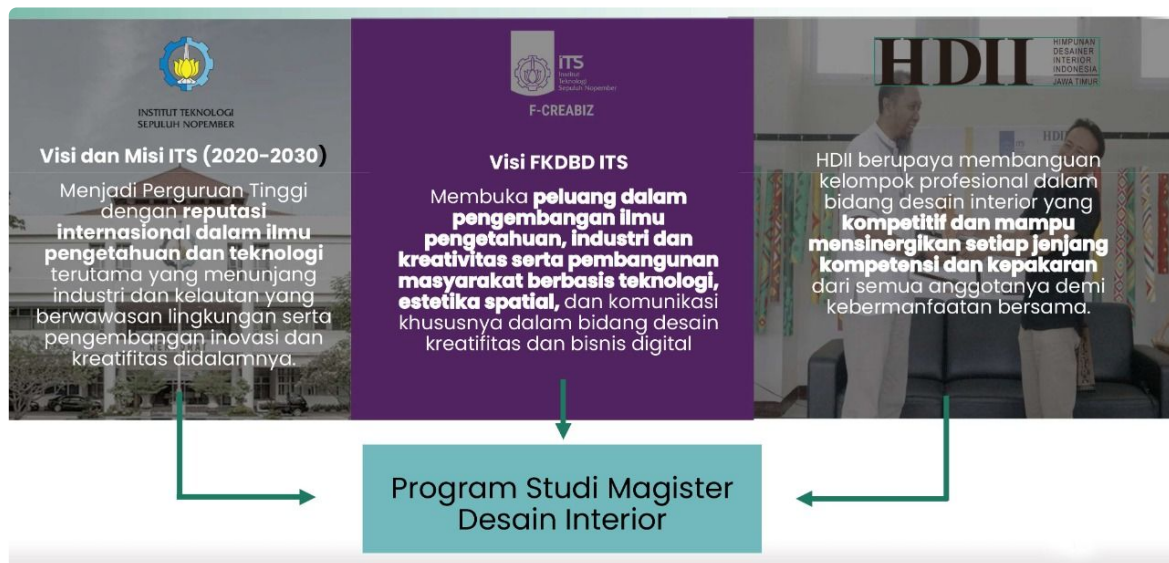 INSTITUT TEKNOLOGI
SEPULUH NOPEMBER
Visi dan Misi ITS (2020-2030)
Menjadi Perguruan Tinggi
dengan reputasi
internasional dalam ilmu
pengetahuan dan teknologi
terutama yang menunjang
industri dan kelautan yang
berwawasan lingkungan serta
pengembangan inovasi dan
kreatifitas didalamnya.
ITS
Institut
Teknologi
Sepuluh Nopember
F-CREABIZ
Visi FKDBD ITS
Membuka peluang dalam
pengembangan ilmu
pengetahuan, industri dan
kreativitas serta pembangunan
masyarakat berbasis teknologi,
estetika spatial, dan komunikasi
khususnya dalam bidang desain
kreatifitas dan bisnis digital
HDII
HIMPUNAN
DESAINER
INTERIOR
INDONESIA
JAWA TIMUR
HDII berupaya membanguan
kelompok profesional dalam
bidang desain interior yang
kompetitif dan mampu
mensinergikan setiap jenjang
kompetensi dan kepakaran
dari semua anggotanya demi
kebermanfaatan bersama.
Program Studi Magister
Desain Interior